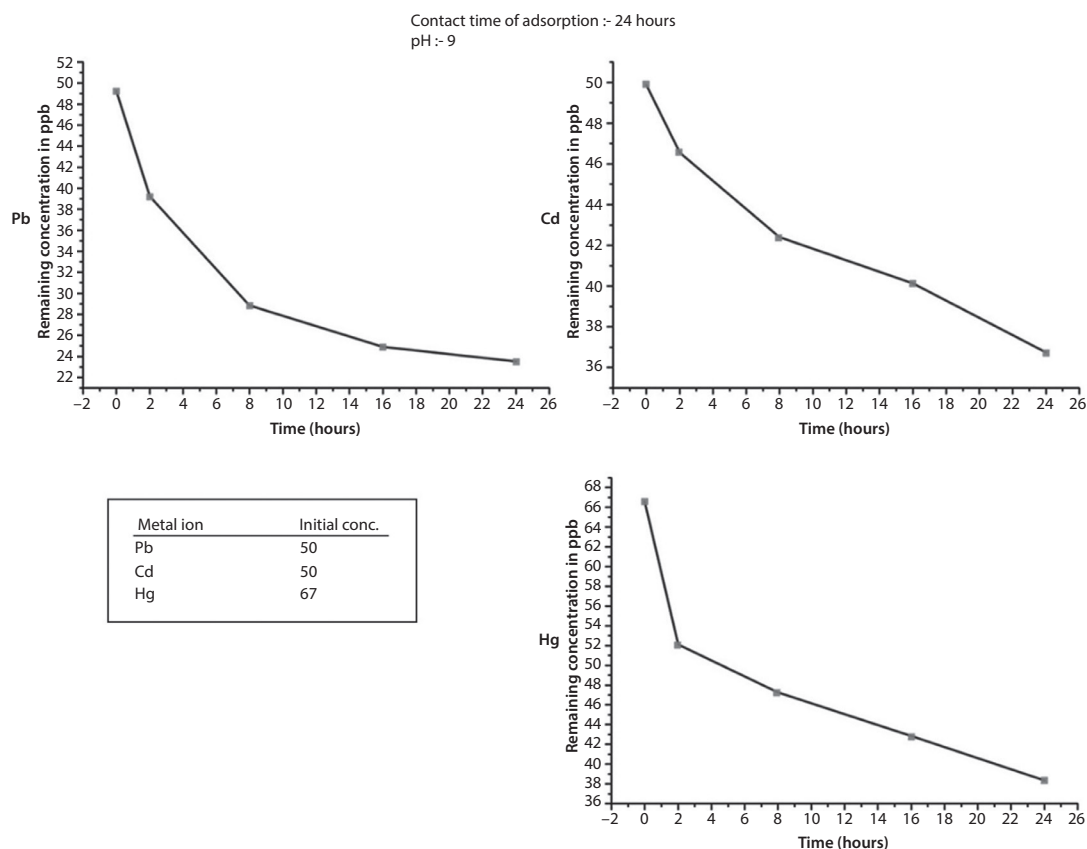 Contact time of adsorption :- 24 hours
pH :- 9
Pb
Remaining concentration in ppb
52
50
48
46
44
42
40
38
36
34
32
29
28
26
24
22
−2 0 2 4 6 8 10 12 14 16 18 20 22 24 26
Time (hours)
Cd
Remaining concentration in ppb
50
48
46
44
42
40
38
36
−2 0 2 4 6 8 10 12 14 16 18 20 22 24 26
Time (hours)
Metal ion Initial conc.
Pb 50
Cd 50
Hg 67
Hg
Remaining concentration in ppb
68
66
64
62
60
58
56
54
52
50
48
46
44
42
40
38
36
−2 0 2 4 6 8 10 12 14 16 18 20 22 24 26
Time (hours)